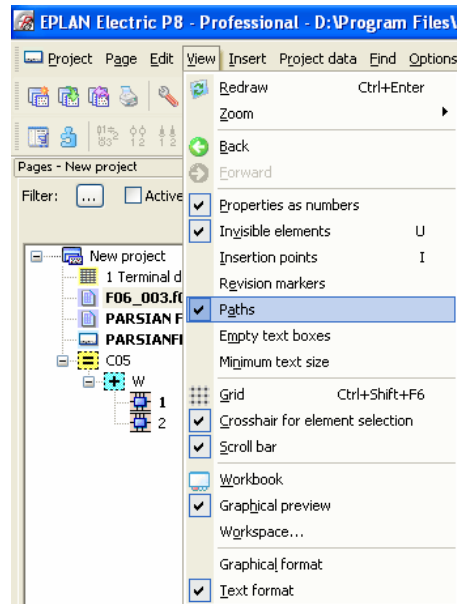 EPLAN Electric P8 - Professional - D:\Program Files\
Project Page Edit View Insert Project data Find Options
Redraw Ctrl+Enter
Zoom
Back
Forward
Properties as numbers
Invisible elements U
Insertion points I
Revision markers
Paths
Empty text boxes
Minimum text size
Grid Ctrl+Shift+F6
Crosshair for element selection
Scroll bar
Workbook
Graphical preview
Workspace...
Graphical format
Text format
Pages - New project
Filter: ... Active
New project
1 Terminal d
F06_003.f
PARSIAN F
PARSIANF
C05
W
1
2